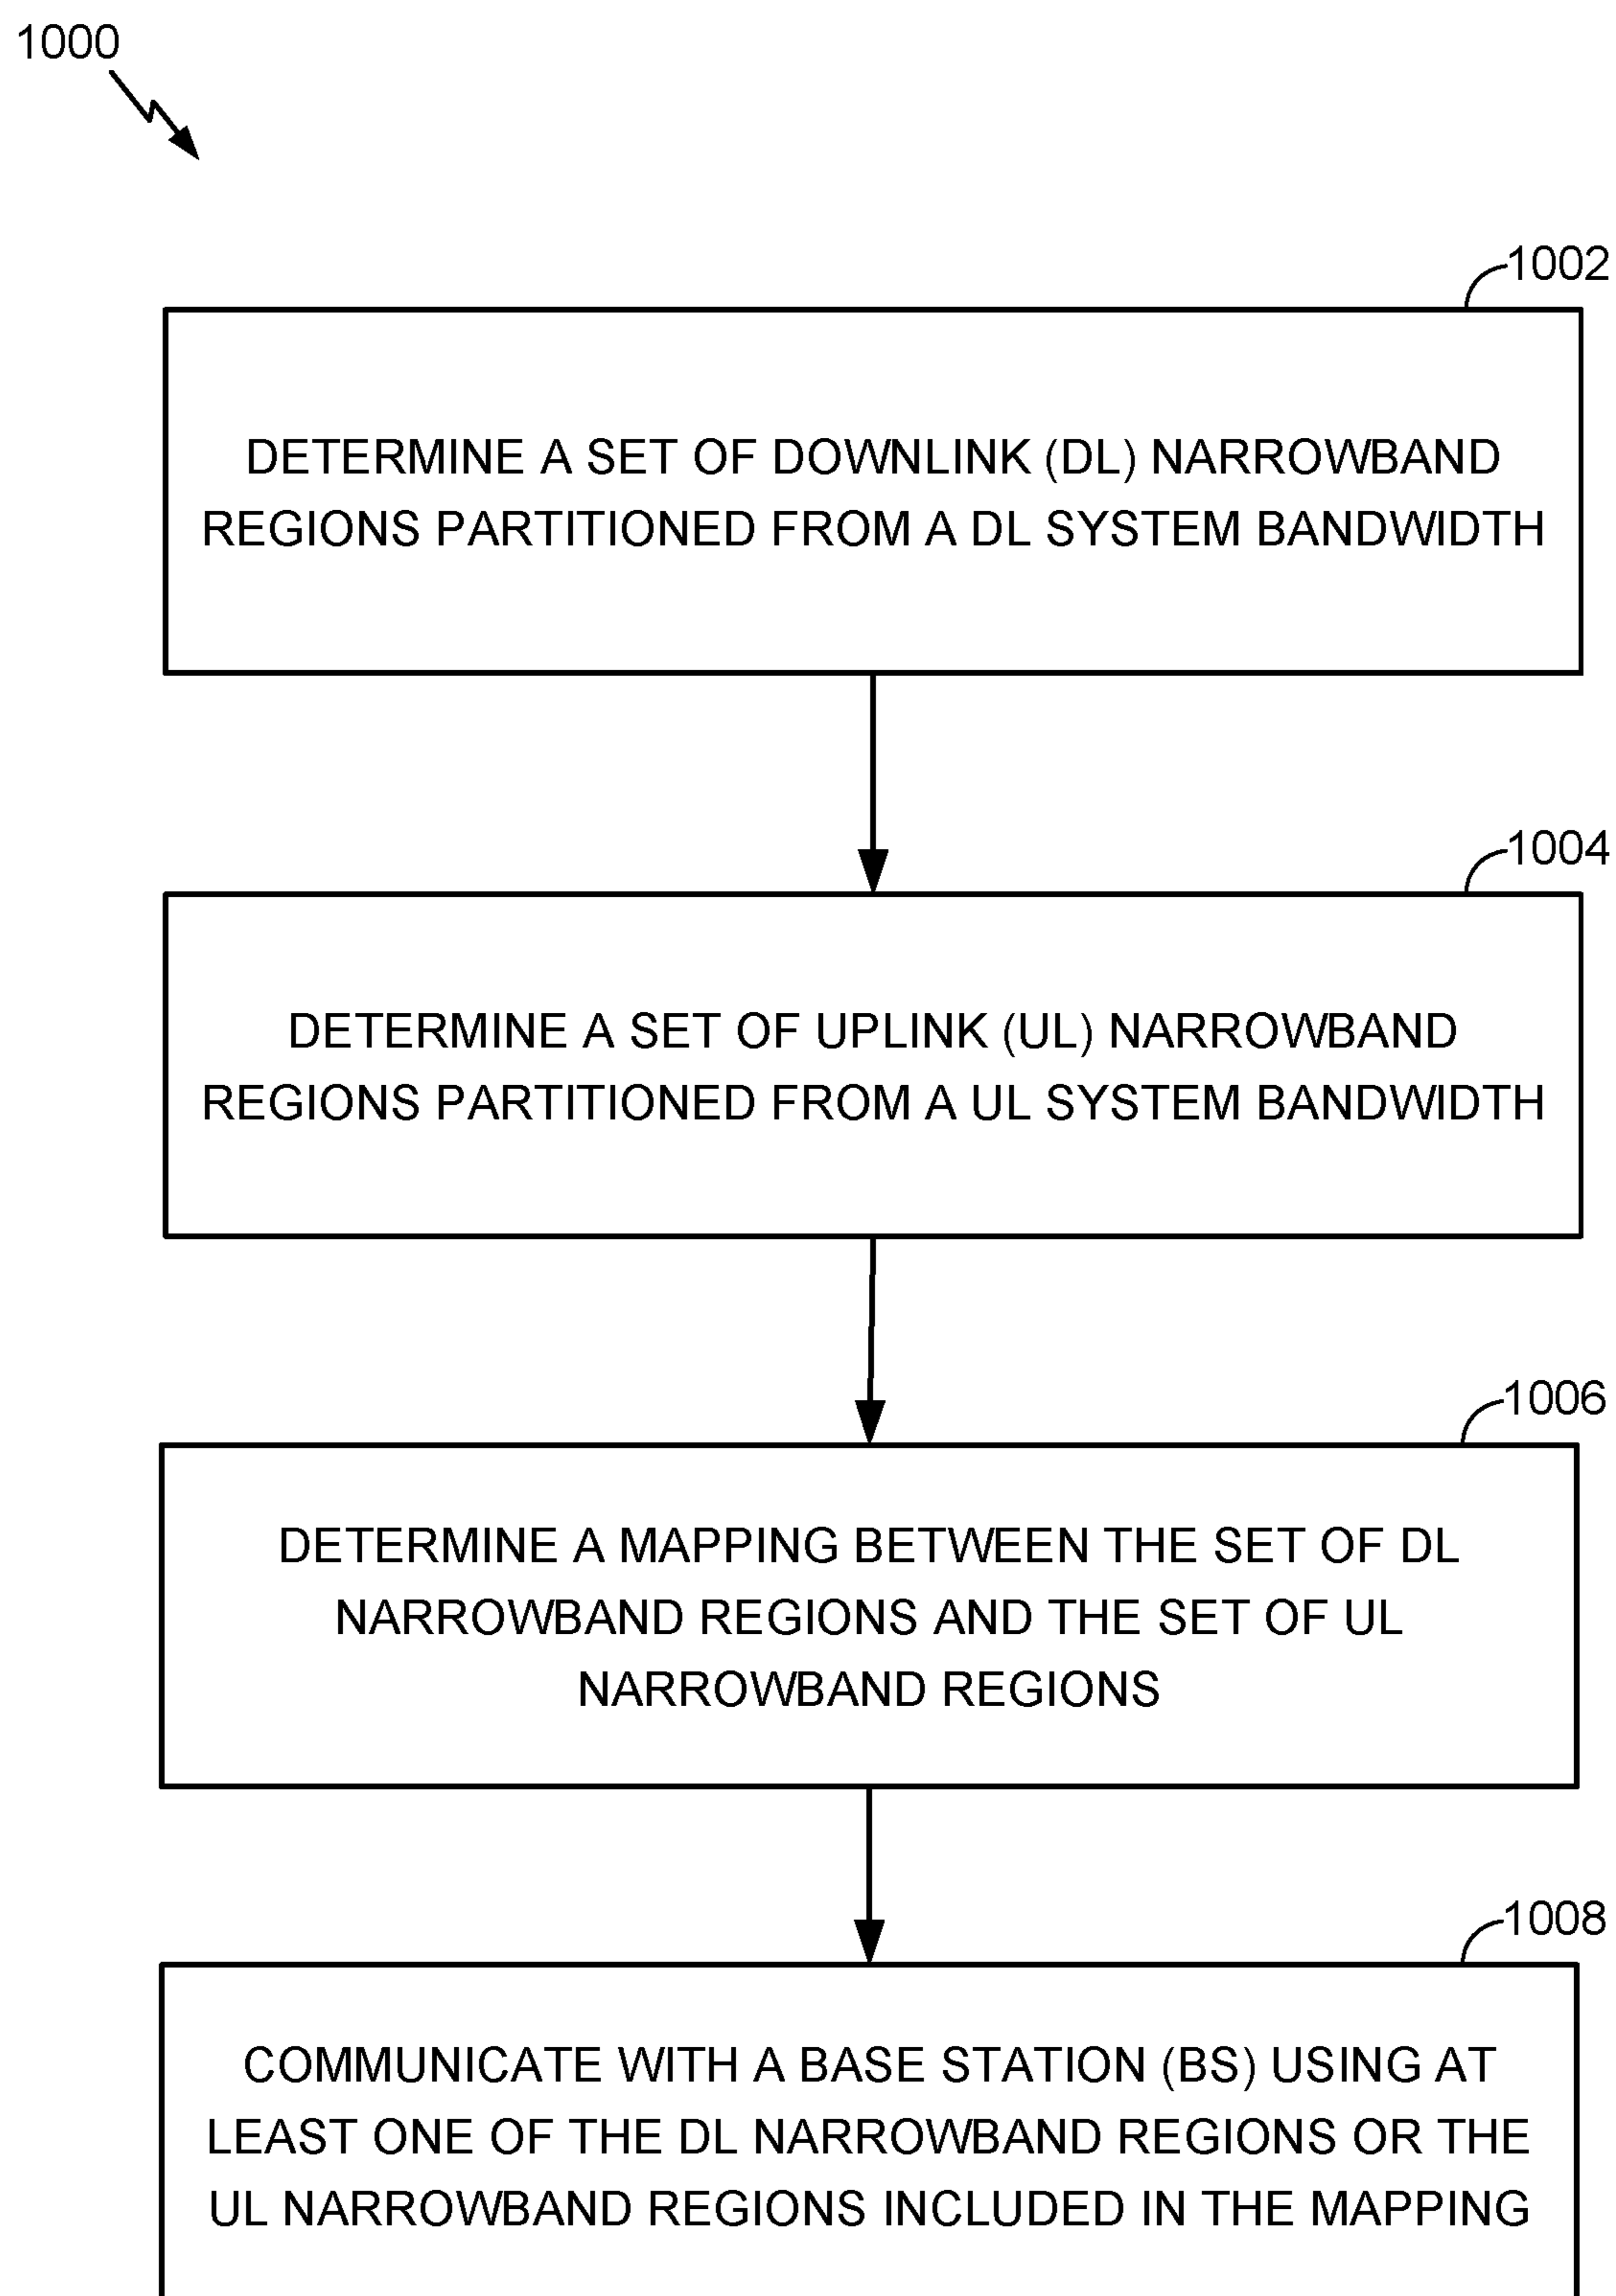 1000
1002
DETERMINE A SET OF DOWNLINK (DL) NARROWBAND
REGIONS PARTITIONED FROM A DL SYSTEM BANDWIDTH
1004
DETERMINE A SET OF UPLINK (UL) NARROWBAND
REGIONS PARTITIONED FROM A UL SYSTEM BANDWIDTH
1006
DETERMINE A MAPPING BETWEEN THE SET OF DL
NARROWBAND REGIONS AND THE SET OF UL
NARROWBAND REGIONS
1008
COMMUNICATE WITH A BASE STATION (BS) USING AT
LEAST ONE OF THE DL NARROWBAND REGIONS OR THE
UL NARROWBAND REGIONS INCLUDED IN THE MAPPING